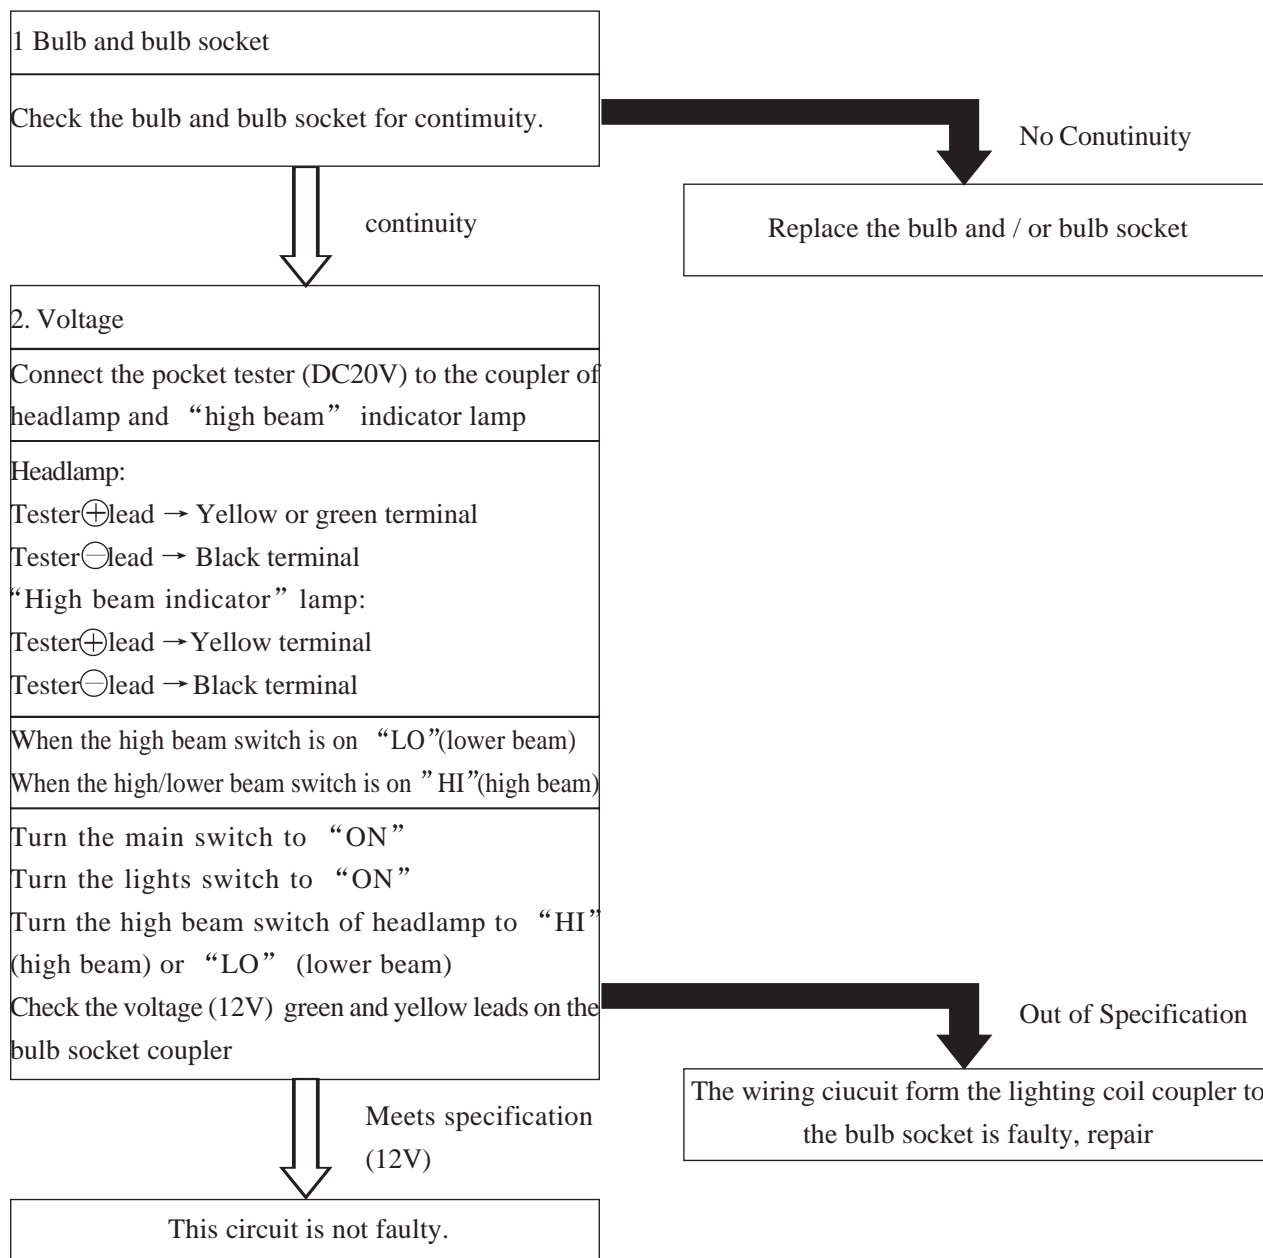 1 Bulb and bulb socket
Check the bulb and bulb socket for contimuity.
No Conutinuity
Replace the bulb and / or bulb socket
continuity
2. Voltage
Connect the pocket tester (DC20V) to the coupler of
headlamp and “high beam” indicator lamp
Headlamp:
Tester⊕lead → Yellow or green terminal
Tester⊖lead → Black terminal
“High beam indicator” lamp:
Tester⊕lead → Yellow terminal
Tester⊖lead → Black terminal
When the high beam switch is on “LO”(lower beam)
When the high/lower beam switch is on ”HI”(high beam)
Turn the main switch to “ON”
Turn the lights switch to “ON”
Turn the high beam switch of headlamp to “HI”
(high beam) or “LO” (lower beam)
Check the voltage (12V) green and yellow leads on the
bulb socket coupler
Out of Specification
The wiring ciucuit form the lighting coil coupler to
the bulb socket is faulty, repair
Meets specification
(12V)
This circuit is not faulty.